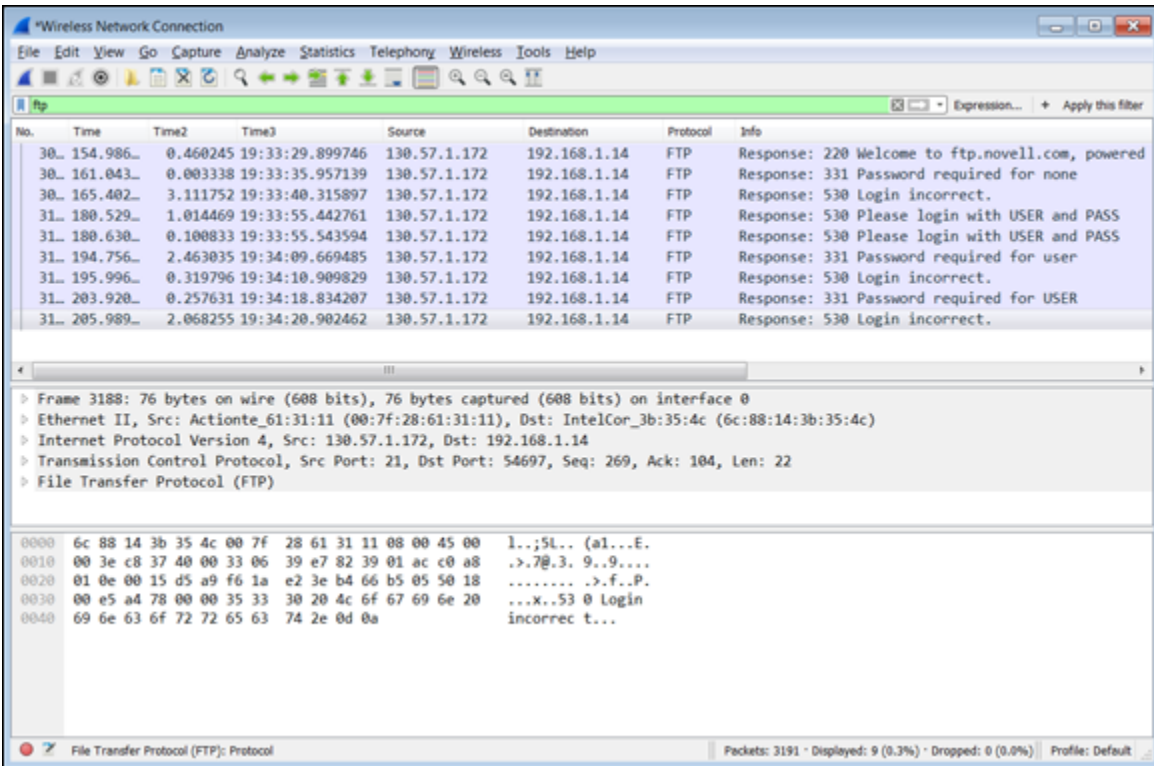 *Wireless Network Connection
File Edit View Go Capture Analyze Statistics Telephony Wireless Tools Help
ftp Expression... + Apply this filter
No. Time Time2 Time3 Source Destination Protocol Info
30… 154.986… 0.460245 19:33:29.899746 130.57.1.172 192.168.1.14 FTP Response: 220 Welcome to ftp.novell.com, powered
30… 161.043… 0.003338 19:33:35.957139 130.57.1.172 192.168.1.14 FTP Response: 331 Password required for none
30… 165.402… 3.111752 19:33:40.315897 130.57.1.172 192.168.1.14 FTP Response: 530 Login incorrect.
31… 180.529… 1.014469 19:33:55.442761 130.57.1.172 192.168.1.14 FTP Response: 530 Please login with USER and PASS
31… 180.630… 0.100833 19:33:55.543594 130.57.1.172 192.168.1.14 FTP Response: 530 Please login with USER and PASS
31… 194.756… 2.463035 19:34:09.669485 130.57.1.172 192.168.1.14 FTP Response: 331 Password required for user
31… 195.996… 0.319796 19:34:10.909829 130.57.1.172 192.168.1.14 FTP Response: 530 Login incorrect.
31… 203.920… 0.257631 19:34:18.834207 130.57.1.172 192.168.1.14 FTP Response: 331 Password required for USER
31… 205.989… 2.068255 19:34:20.902462 130.57.1.172 192.168.1.14 FTP Response: 530 Login incorrect.
Frame 3188: 76 bytes on wire (608 bits), 76 bytes captured (608 bits) on interface 0
Ethernet II, Src: Actionte_61:31:11 (00:7f:28:61:31:11), Dst: IntelCor_3b:35:4c (6c:88:14:3b:35:4c)
Internet Protocol Version 4, Src: 130.57.1.172, Dst: 192.168.1.14
Transmission Control Protocol, Src Port: 21, Dst Port: 54697, Seq: 269, Ack: 104, Len: 22
File Transfer Protocol (FTP)
0000 6c 88 14 3b 35 4c 00 7f 28 61 31 11 08 00 45 00 l..;5L.. (a1...E.
0010 00 3e c8 37 40 00 33 06 39 e7 82 39 01 ac c0 a8 .>.7@.3. 9..9....
0020 01 0e 00 15 d5 a9 f6 1a e2 3e b4 66 b5 05 50 18 ........ .>.f..P.
0030 00 e5 a4 78 00 00 35 33 30 20 4c 6f 67 69 6e 20 ...x..53 0 Login
0040 69 6e 63 6f 72 72 65 63 74 2e 0d 0a incorrec t...
File Transfer Protocol (FTP): Protocol Packets: 3191 · Displayed: 9 (0.3%) · Dropped: 0 (0.0%) Profile: Default